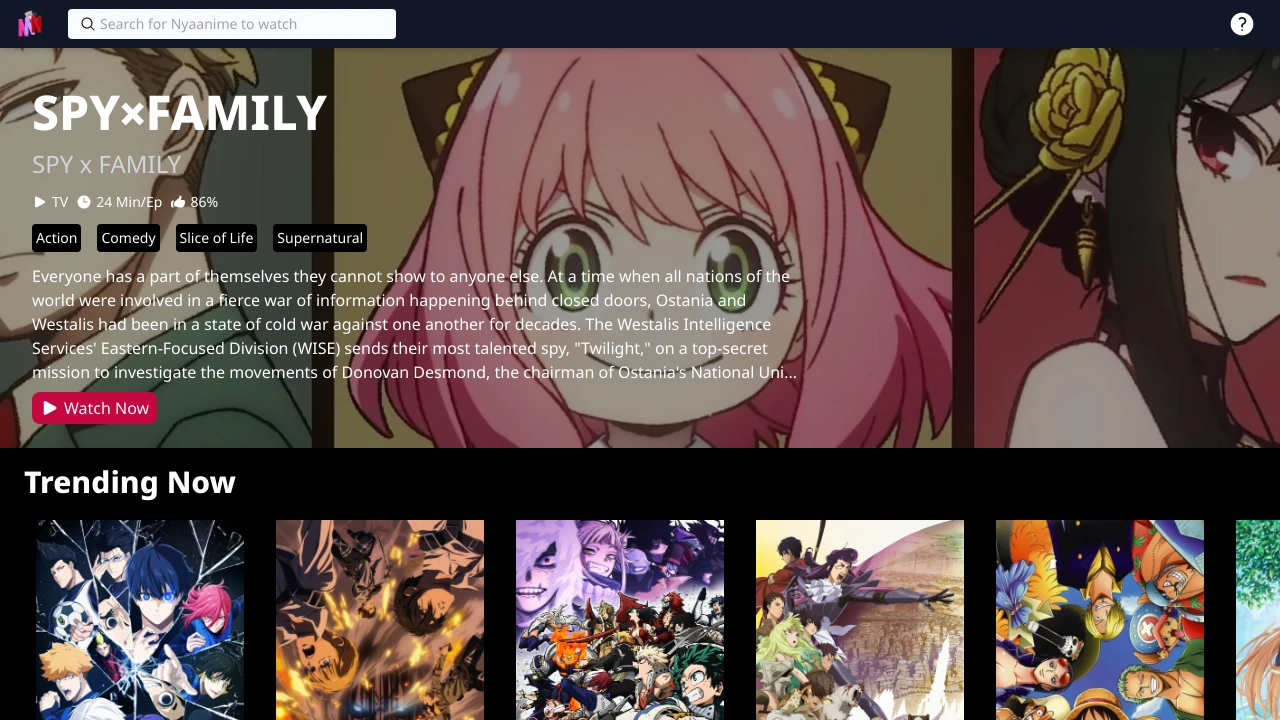 Search for Nyaanime to watch
SPY×FAMILY
SPY x FAMILY
TV 24 Min/Ep 86%
Action Comedy Slice of Life Supernatural
Everyone has a part of themselves they cannot show to anyone else. At a time when all nations of the
world were involved in a fierce war of information happening behind closed doors, Ostania and
Westalis had been in a state of cold war against one another for decades. The Westalis Intelligence
Services' Eastern-Focused Division (WISE) sends their most talented spy, "Twilight," on a top-secret
mission to investigate the movements of Donovan Desmond, the chairman of Ostania's National Uni...
Watch Now
Trending Now